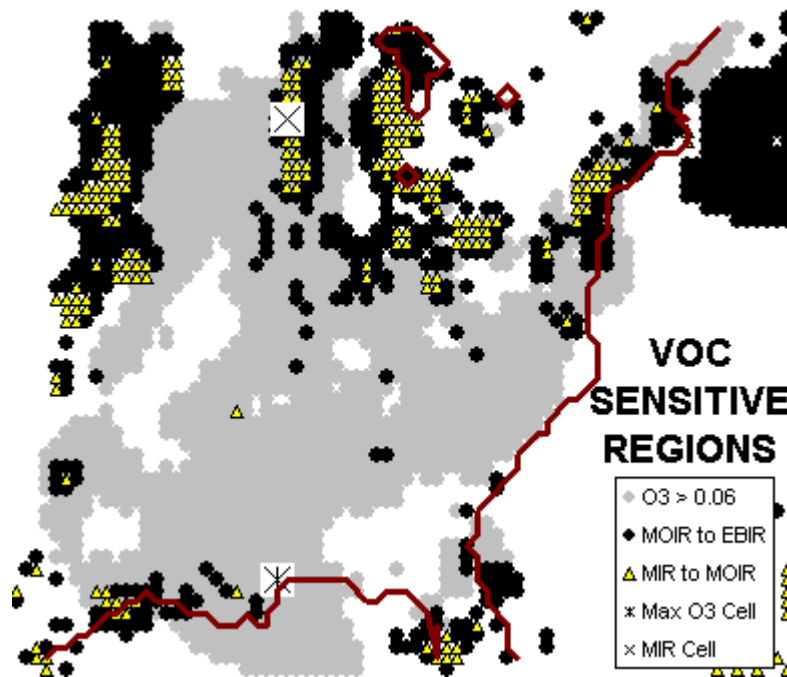 VOC
SENSITIVE
REGIONS
O3 > 0.06
MOIR to EBIR
MIR to MOIR
Max O3 Cell
MIR Cell